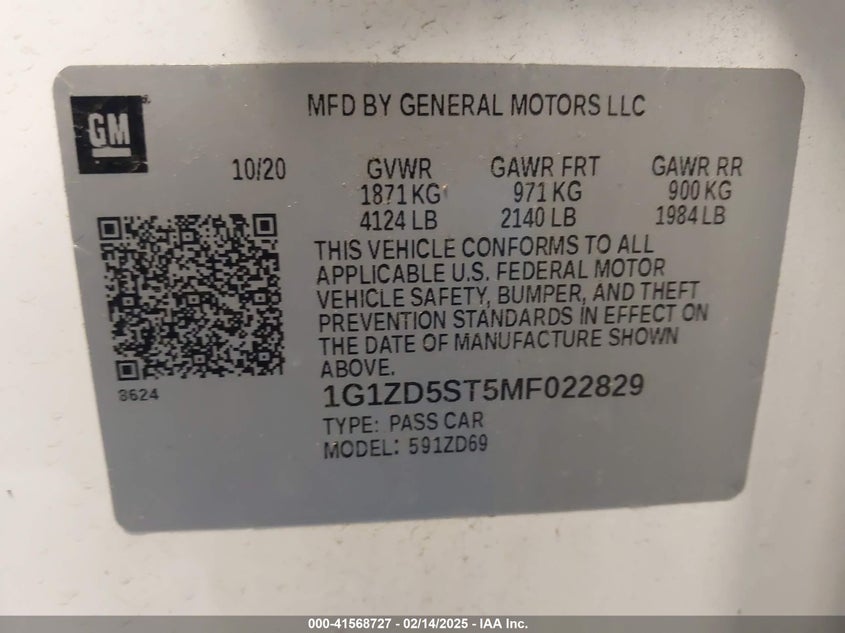 GM
MFD BY GENERAL MOTORS LLC
10/20 GVWR GAWR FRT GAWR RR
1871 KG 971 KG 900 KG
4124 LB 2140 LB 1984 LB
THIS VEHICLE CONFORMS TO ALL
APPLICABLE U.S. FEDERAL MOTOR
VEHICLE SAFETY, BUMPER, AND THEFT
PREVENTION STANDARDS IN EFFECT ON
THE DATE OF MANUFACTURE SHOWN
ABOVE.
8624
1G1ZD5ST5MF022829
TYPE: PASS CAR
MODEL: 591ZD69
000-41568727 - 02/14/2025 - IAA Inc.